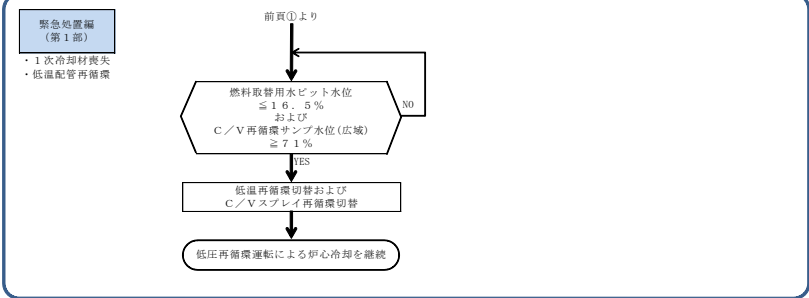 緊急処置編
（第１部）
・１次冷却材喪失
・低温配管再循環
前頁①より
燃料取替用水ピット水位
≦１６．５％
および
Ｃ／Ｖ再循環サンプ水位（広域）
≧７１％
NO
YES
低温再循環切替および
Ｃ／Ｖスプレイ再循環切替
低圧再循環運転による炉心冷却を継続